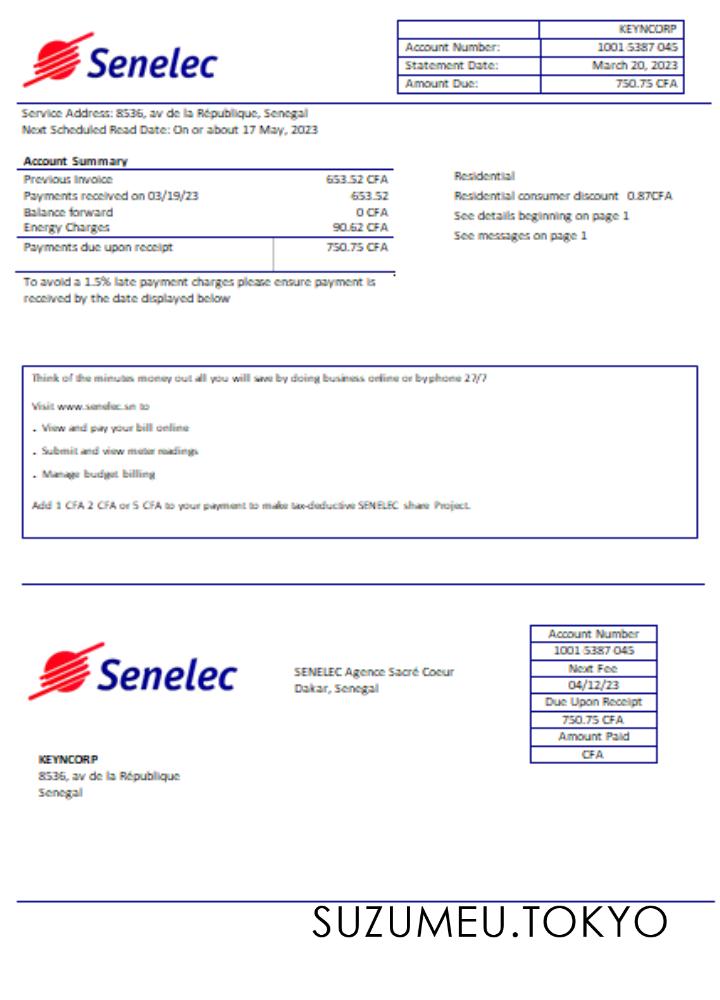 Senelec
KEYNCORP
Account Number: 1001 5387 045
Statement Date: March 20, 2023
Amount Due: 750.75 CFA
Service Address: 8536, av de la République, Senegal
Next Scheduled Read Date: On or about 17 May, 2023
Account Summary
Previous Invoice 653.52 CFA
Payments received on 03/19/23 653.52
Balance forward 0 CFA
Energy Charges 90.62 CFA
Payments due upon receipt 750.75 CFA
Residential
Residential consumer discount 0.87CFA
See details beginning on page 1
See messages on page 1
To avoid a 1.5% late payment charges please ensure payment is
received by the date displayed below
Think of the minutes money out all you will save by doing business online or by phone 27/7
Visit www.senelec.sn to
. View and pay your bill online
. Submit and view meter readings
. Manage budget billing
Add 1 CFA 2 CFA or 5 CFA to your payment to make tax-deductive SENELEC share Project.
Senelec
SENELEC Agence Sacré Coeur
Dakar, Senegal
Account Number
1001 5387 045
Next Fee
04/12/23
Due Upon Receipt
750.75 CFA
Amount Paid
CFA
KEYNCORP
8536, av de la République
Senegal
SUZUMEU.TOKYO